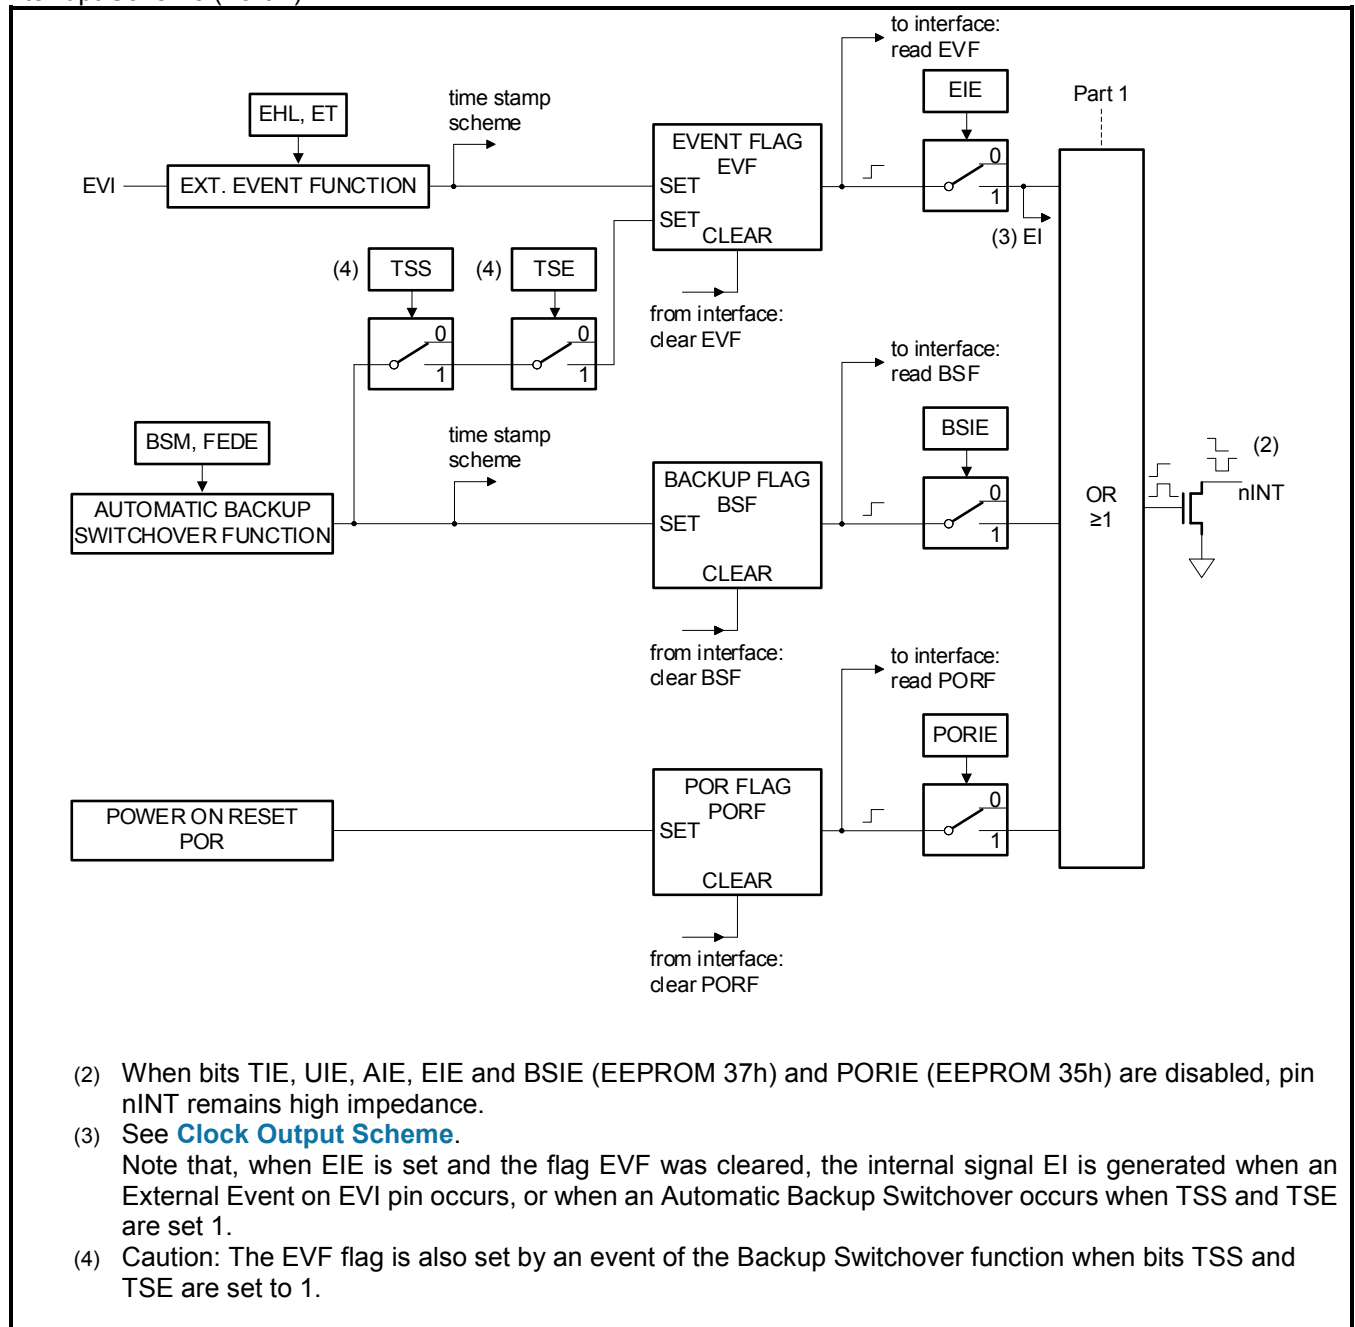 to interface:
read EVF
EIE
Part 1
time stamp
scheme
EHL, ET
EVENT FLAG
EVF
0
EVI
EXT. EVENT FUNCTION
SET
1
SET
CLEAR
(3) EI
(4)
TSS
(4)
TSE
from interface:
clear EVF
0
1
0
1
to interface:
read BSF
BSIE
BSM, FEDE
time stamp
scheme
(2)
BACKUP FLAG
BSF
0
OR
≥1
nINT
AUTOMATIC BACKUP
SWITCHOVER FUNCTION
SET
1
CLEAR
from interface:
clear BSF
to interface:
read PORF
PORIE
POR FLAG
PORF
0
POWER ON RESET
POR
SET
1
CLEAR
from interface:
clear PORF
(2) When bits TIE, UIE, AIE, EIE and BSIE (EEPROM 37h) and PORIE (EEPROM 35h) are disabled, pin
nINT remains high impedance.
(3) See Clock Output Scheme.
Note that, when EIE is set and the flag EVF was cleared, the internal signal EI is generated when an
External Event on EVI pin occurs, or when an Automatic Backup Switchover occurs when TSS and TSE
are set 1.
(4) Caution: The EVF flag is also set by an event of the Backup Switchover function when bits TSS and
TSE are set to 1.